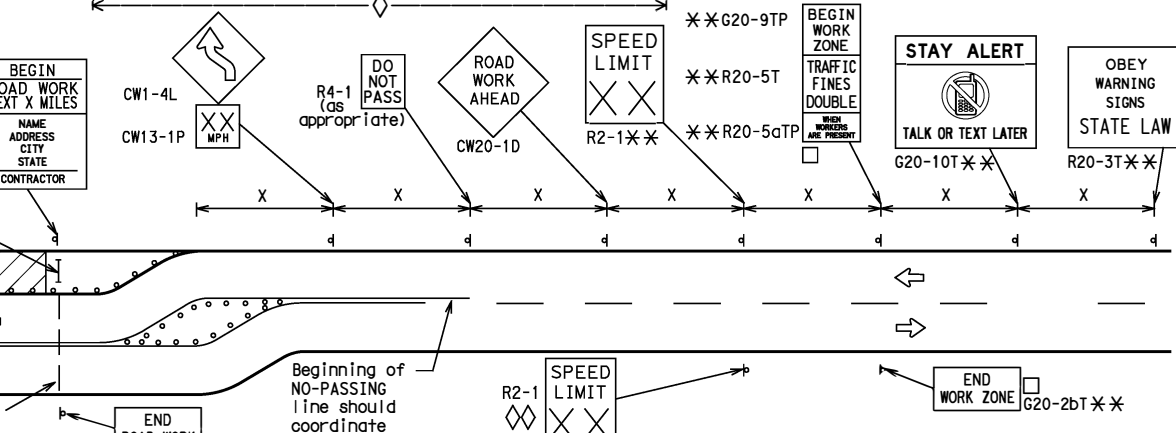 BEGIN
ROAD WORK
NEXT X MILES
NAME
ADDRESS
CITY
STATE
CONTRACTOR
CW1-4L
CW13-1P
XX
MPH
R4-1
(as
appropriate)
DO
NOT
PASS
ROAD
WORK
AHEAD
CW20-1D
SPEED
LIMIT
X X
R2-1**
**G20-9TP
**R20-5T
**R20-5aTP
BEGIN
WORK
ZONE
TRAFFIC
FINES
DOUBLE
WHEN
WORKERS
ARE PRESENT
STAY ALERT
TALK OR TEXT LATER
G20-10T**
OBEY
WARNING
SIGNS
STATE LAW
R20-3T**
X X X X X X X
Beginning of
NO-PASSING
line should
coordinate
R2-1
SPEED
LIMIT
X X
END
WORK ZONE
G20-2bT**
END
ROAD WORK